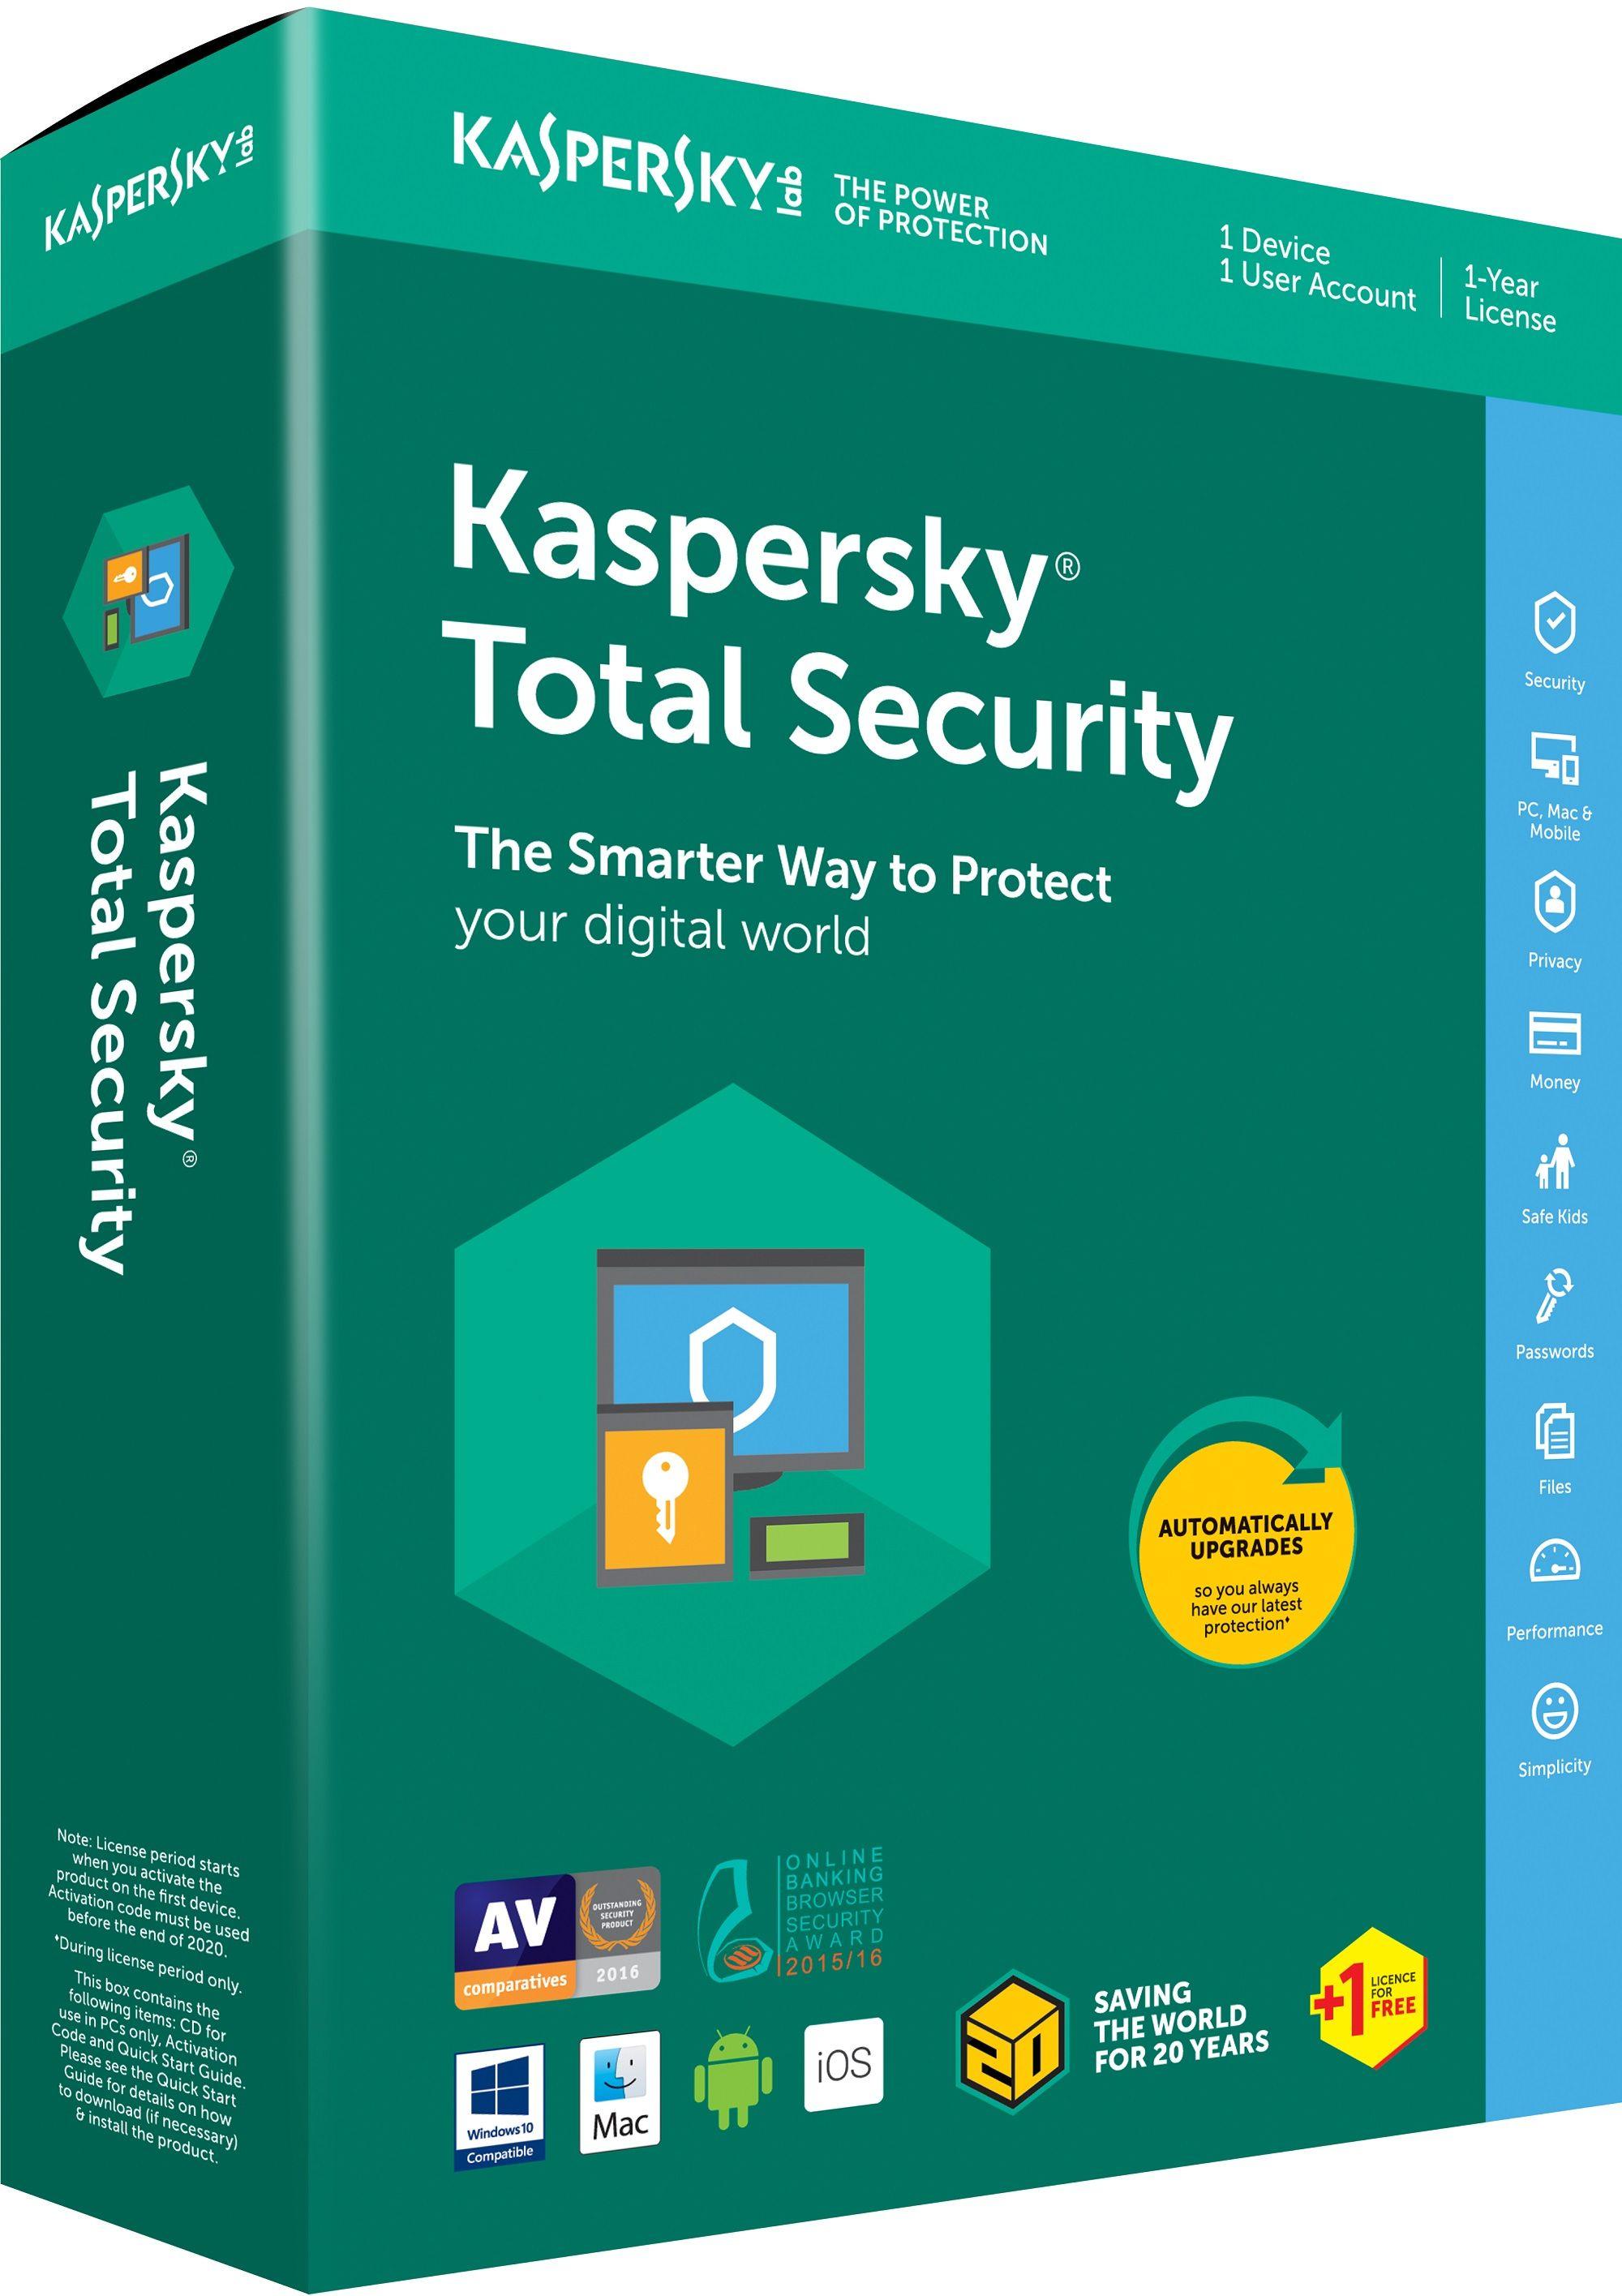 KASPERSKY lab
KASPERSKY lab
THE POWER
OF PROTECTION
1 Device
1 User Account
1-Year
License
Kaspersky®
Total Security
Kaspersky®
Total Security
The Smarter Way to Protect
your digital world
Security
PC, Mac &
Mobile
Privacy
Money
Safe Kids
Passwords
Files
Performance
Simplicity
AUTOMATICALLY
UPGRADES
so you always
have our latest
protection♦
Note: License period starts
when you activate the
product on the first device.
Activation code must be used
before the end of 2020.
♦During license period only.
This box contains the
following items: CD for
use in PCs only, Activation
Code and Quick Start Guide.
Please see the Quick Start
Guide for details on how
to download (if necessary)
& install the product.
AV
comparatives
OUTSTANDING
SECURITY
PRODUCT
2016
ONLINE
BANKING
BROWSER
SECURITY
AWARD
2015/16
Windows 10
Compatible
Mac
iOS
20
SAVING
THE WORLD
FOR 20 YEARS
+1
LICENCE
FOR
FREE